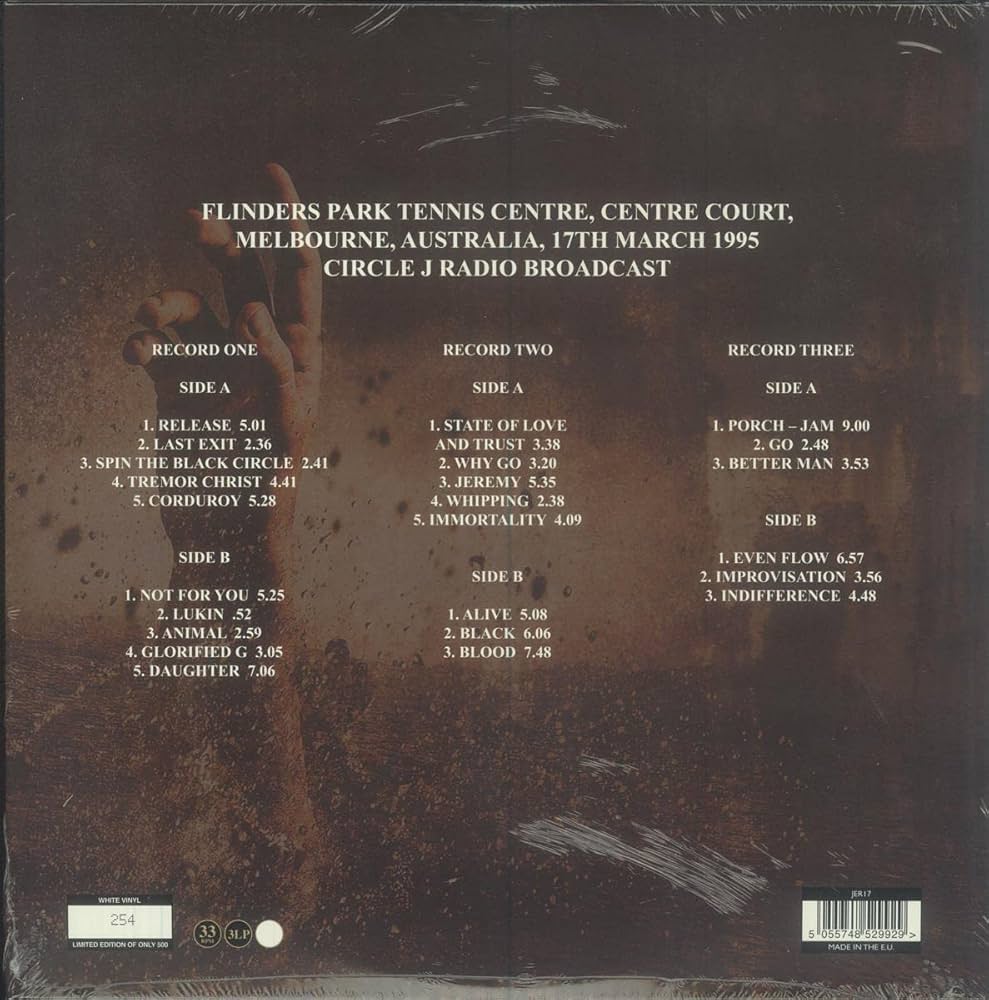 FLINDERS PARK TENNIS CENTRE, CENTRE COURT,
MELBOURNE, AUSTRALIA, 17TH MARCH 1995
CIRCLE J RADIO BROADCAST
RECORD ONE
SIDE A
1. RELEASE 5.01
2. LAST EXIT 2.36
3. SPIN THE BLACK CIRCLE 2.41
4. TREMOR CHRIST 4.41
5. CORDUROY 5.28
SIDE B
1. NOT FOR YOU 5.25
2. LUKIN .52
3. ANIMAL 2.59
4. GLORIFIED G 3.05
5. DAUGHTER 7.06
RECORD TWO
SIDE A
1. STATE OF LOVE
AND TRUST 3.38
2. WHY GO 3.20
3. JEREMY 5.35
4. WHIPPING 2.38
5. IMMORTALITY 4.09
SIDE B
1. ALIVE 5.08
2. BLACK 6.06
3. BLOOD 7.48
RECORD THREE
SIDE A
1. PORCH – JAM 9.00
2. GO 2.48
3. BETTER MAN 3.53
SIDE B
1. EVEN FLOW 6.57
2. IMPROVISATION 3.56
3. INDIFFERENCE 4.48
WHITE VINYL
254
LIMITED EDITION OF ONLY 500
33
RPM
3LP
JER17
5 055748 529929 >
MADE IN THE E.U.